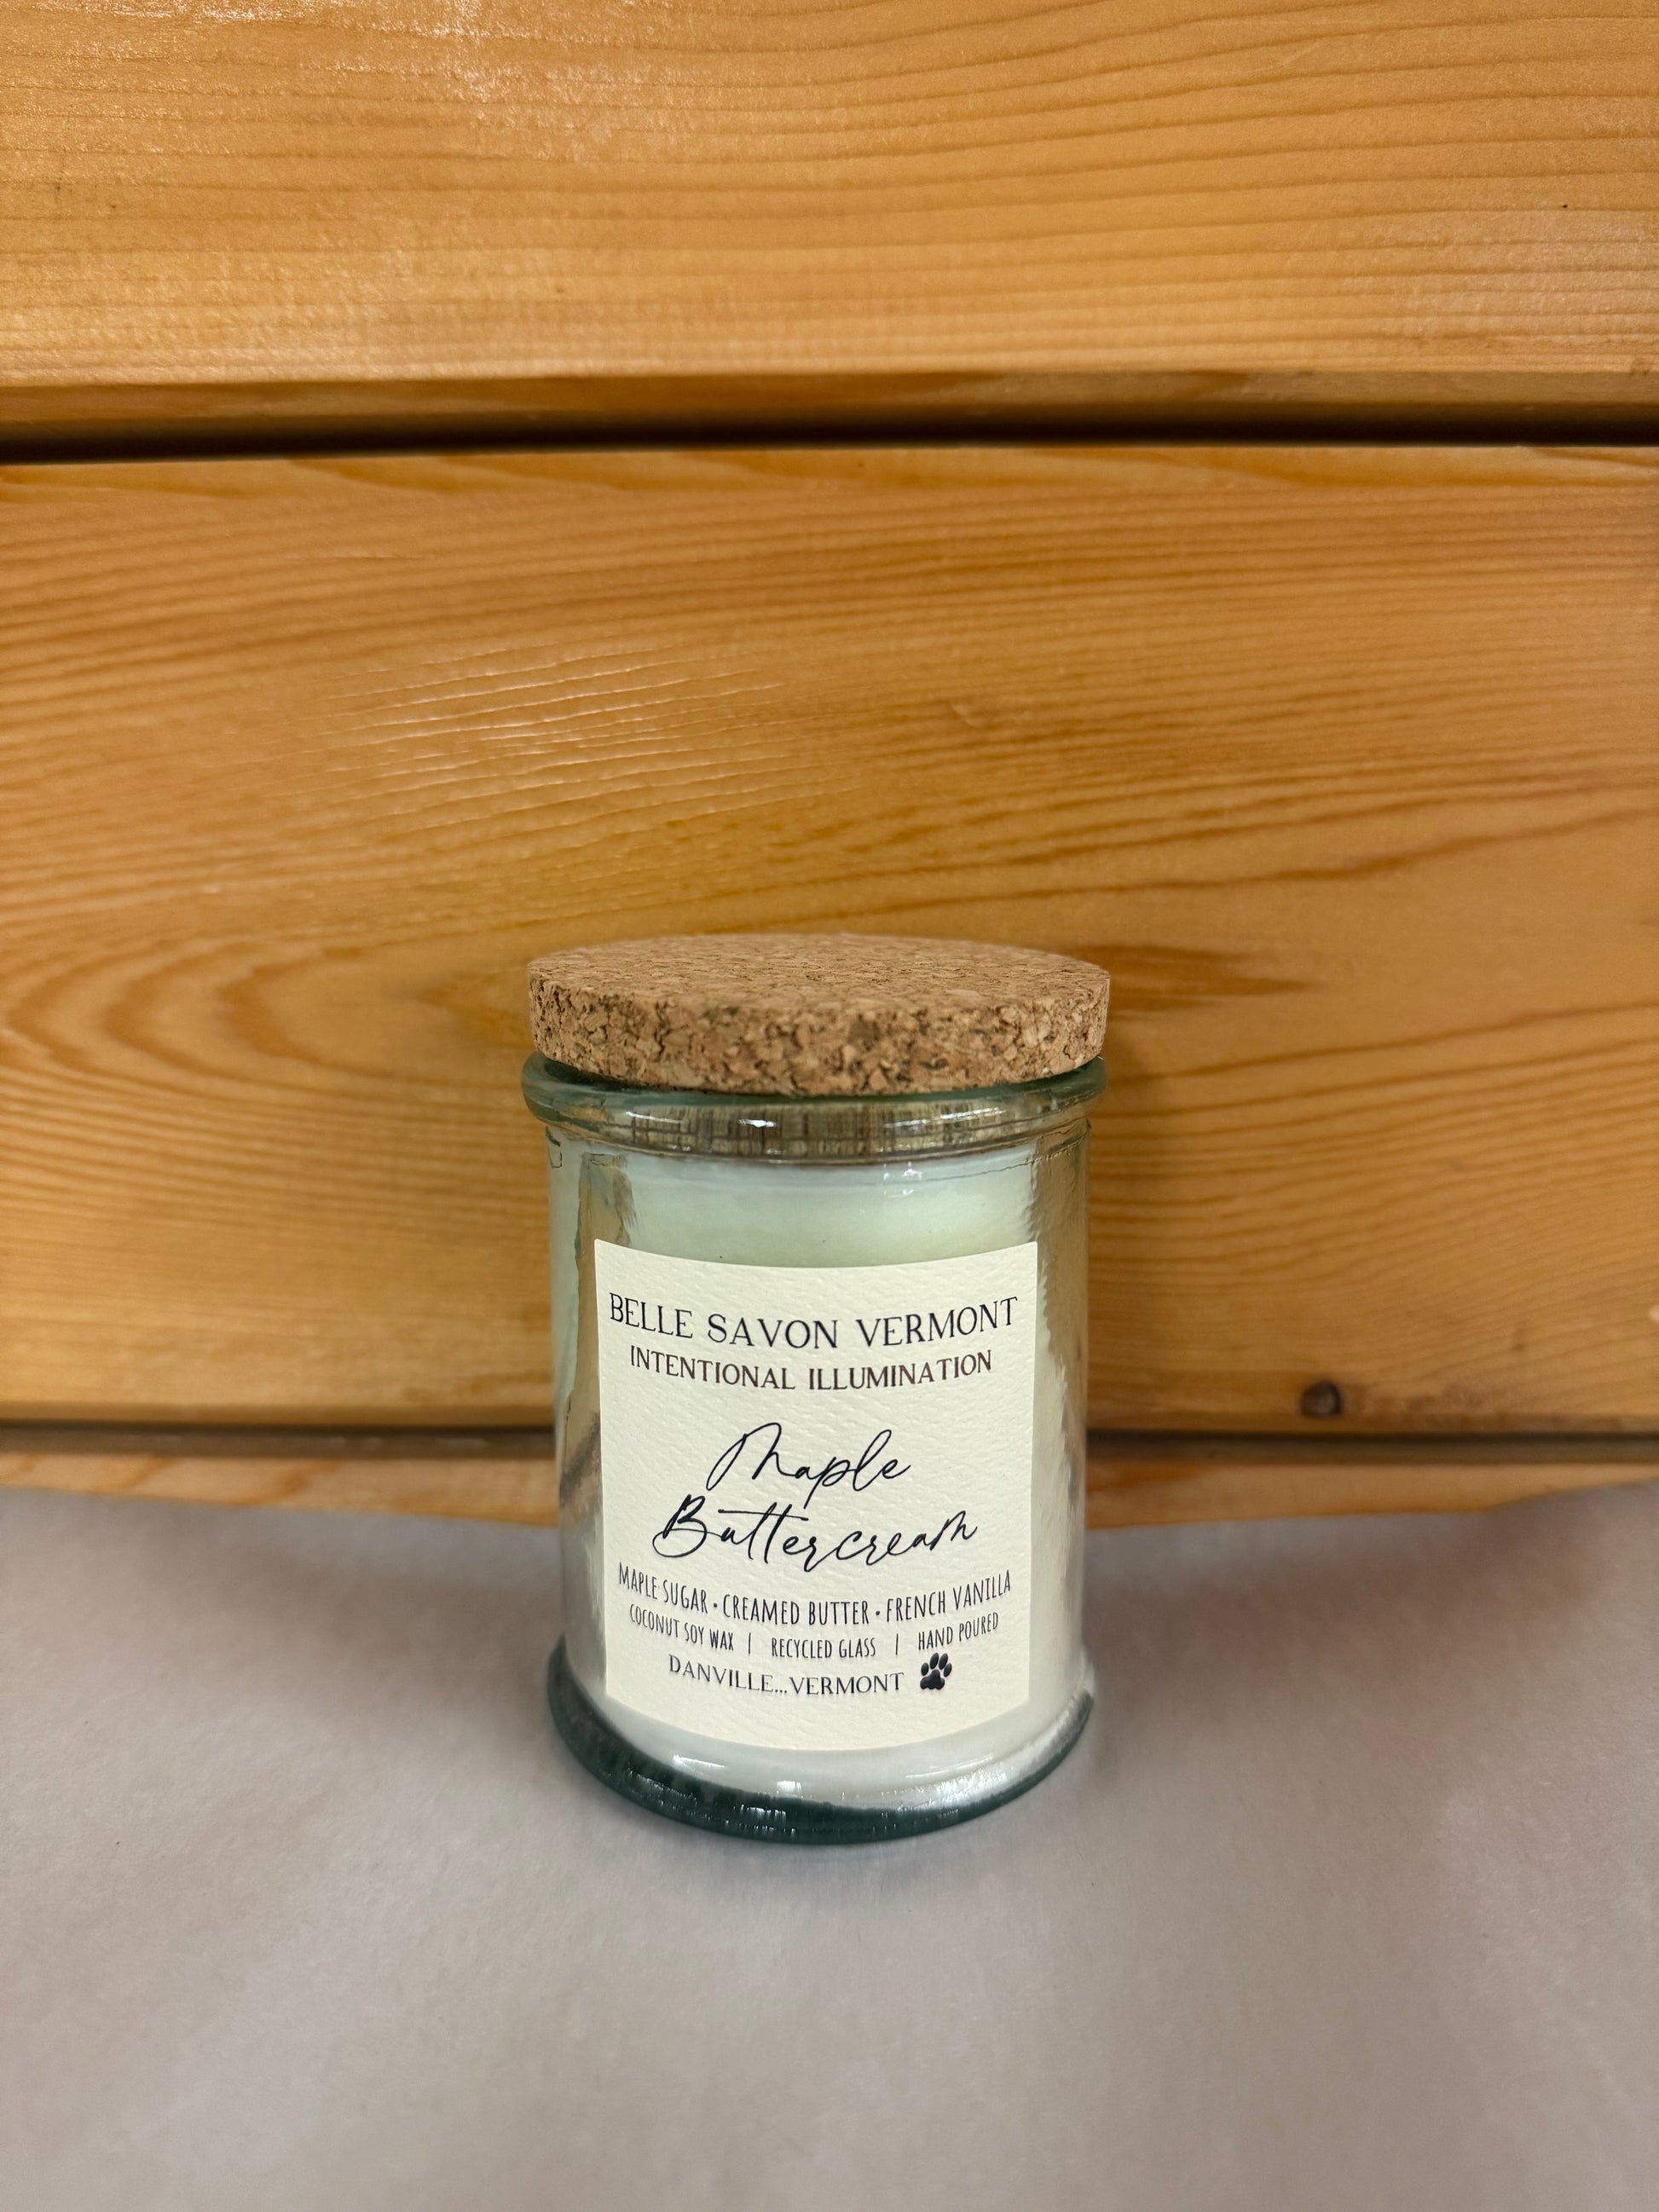 BELLE SAVON VERMONT
INTENTIONAL ILLUMINATION
Maple
Buttercream
MAPLE SUGAR • CREAMED BUTTER • FRENCH VANILLA
COCONUT SOY WAX | RECYCLED GLASS | HAND POURED
DANVILLE...VERMONT